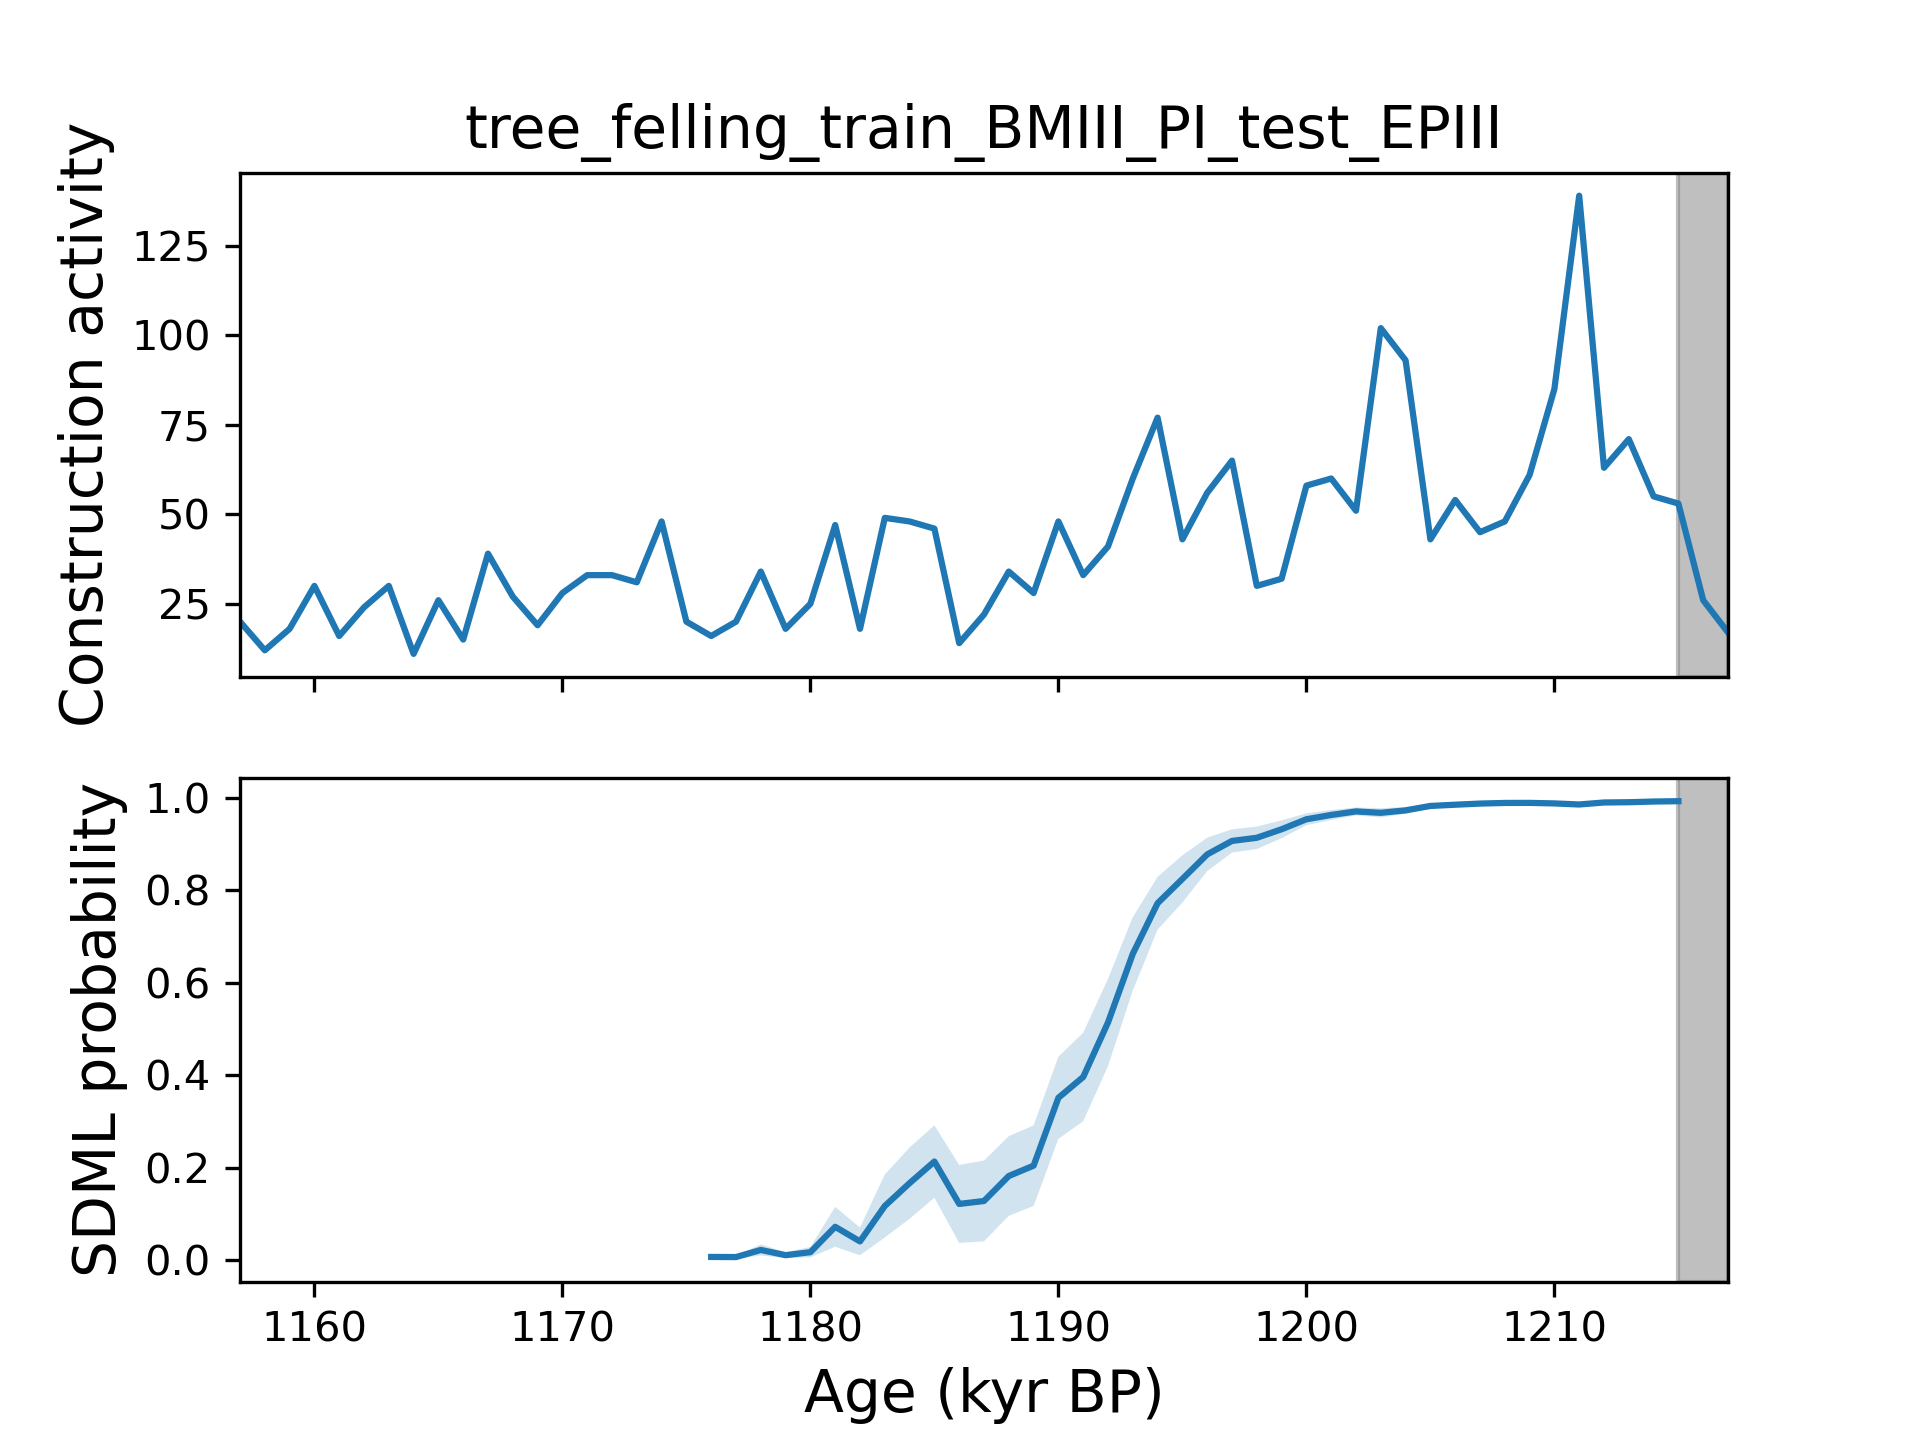 tree_felling_train_BMIII_PI_test_EPIII
Construction activity
125
100
75
50
25
SDML probability
1.0
0.8
0.6
0.4
0.2
0.0
1160 1170 1180 1190 1200 1210
Age (kyr BP)